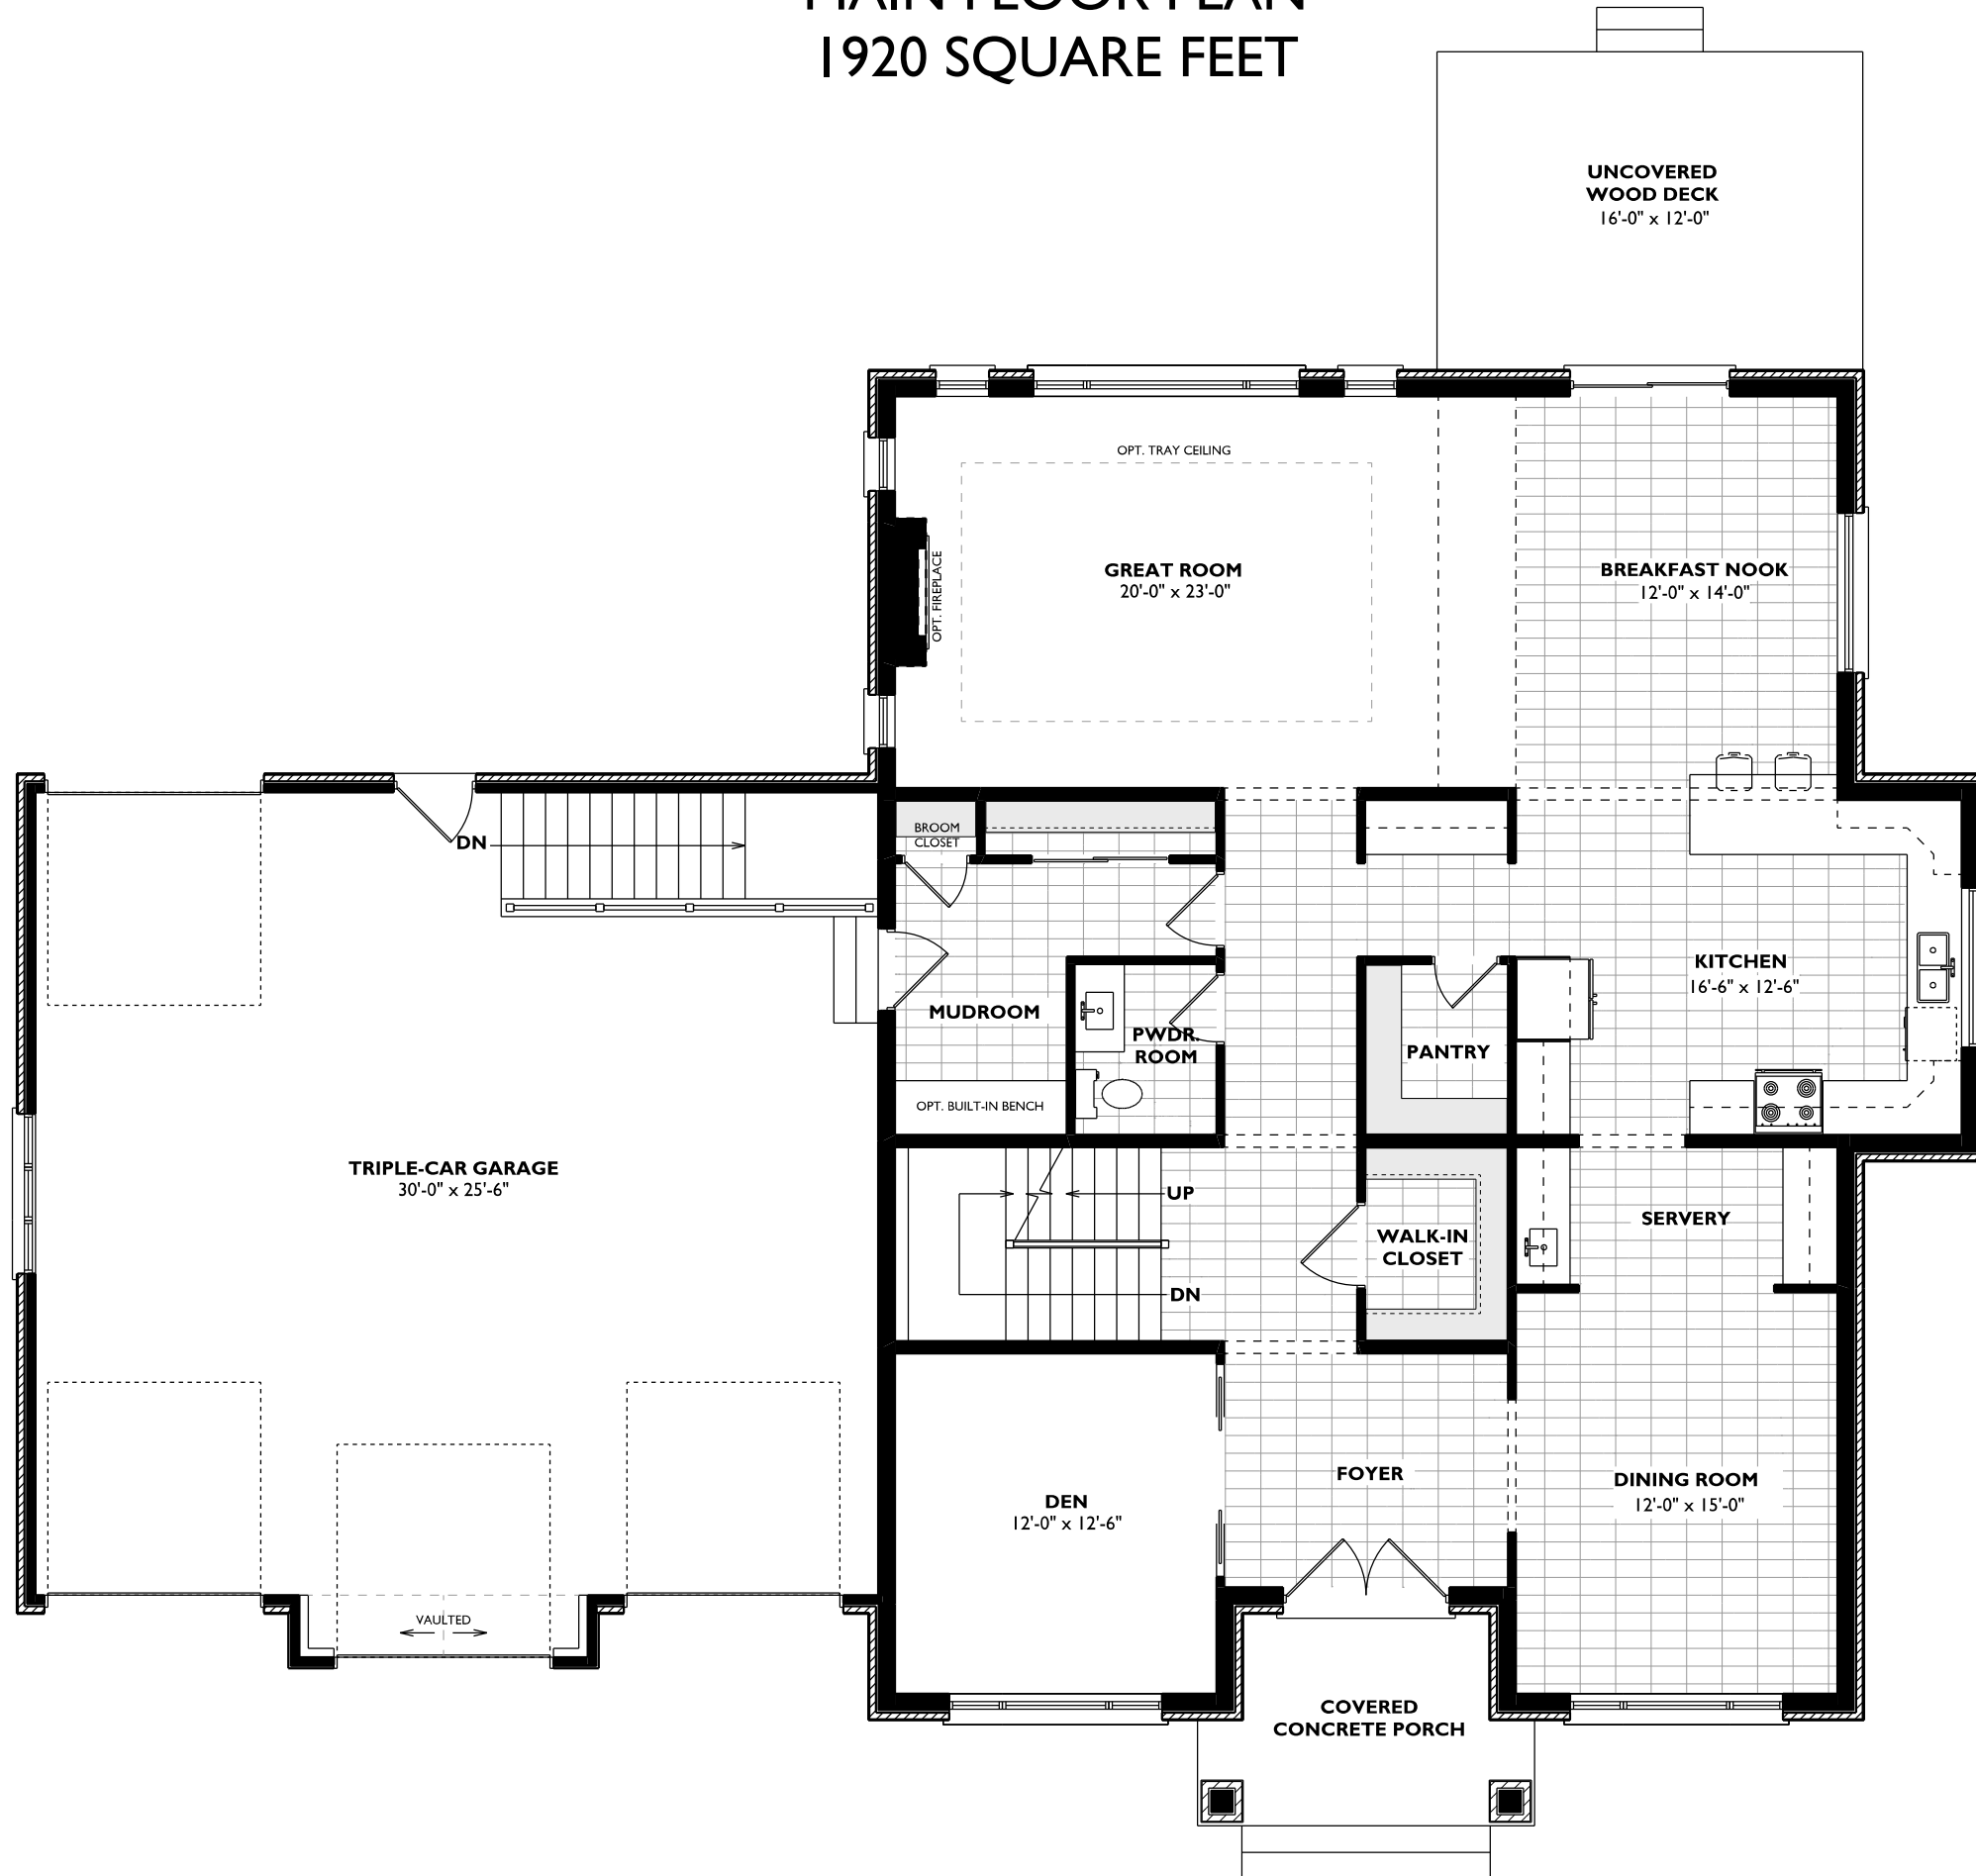 MAIN FLOOR PLAN
1920 SQUARE FEET
UNCOVERED
WOOD DECK
16'-0" x 12'-0"
OPT. TRAY CEILING
GREAT ROOM
20'-0" x 23'-0"
OPT. FIREPLACE
BREAKFAST NOOK
12'-0" x 14'-0"
DN
BROOM
CLOSET
KITCHEN
16'-6" x 12'-6"
MUDROOM
PWDR.
ROOM
PANTRY
OPT. BUILT-IN BENCH
TRIPLE-CAR GARAGE
30'-0" x 25'-6"
UP
SERVERY
WALK-IN
CLOSET
DN
FOYER
DINING ROOM
12'-0" x 15'-0"
DEN
12'-0" x 12'-6"
VAULTED
COVERED
CONCRETE PORCH